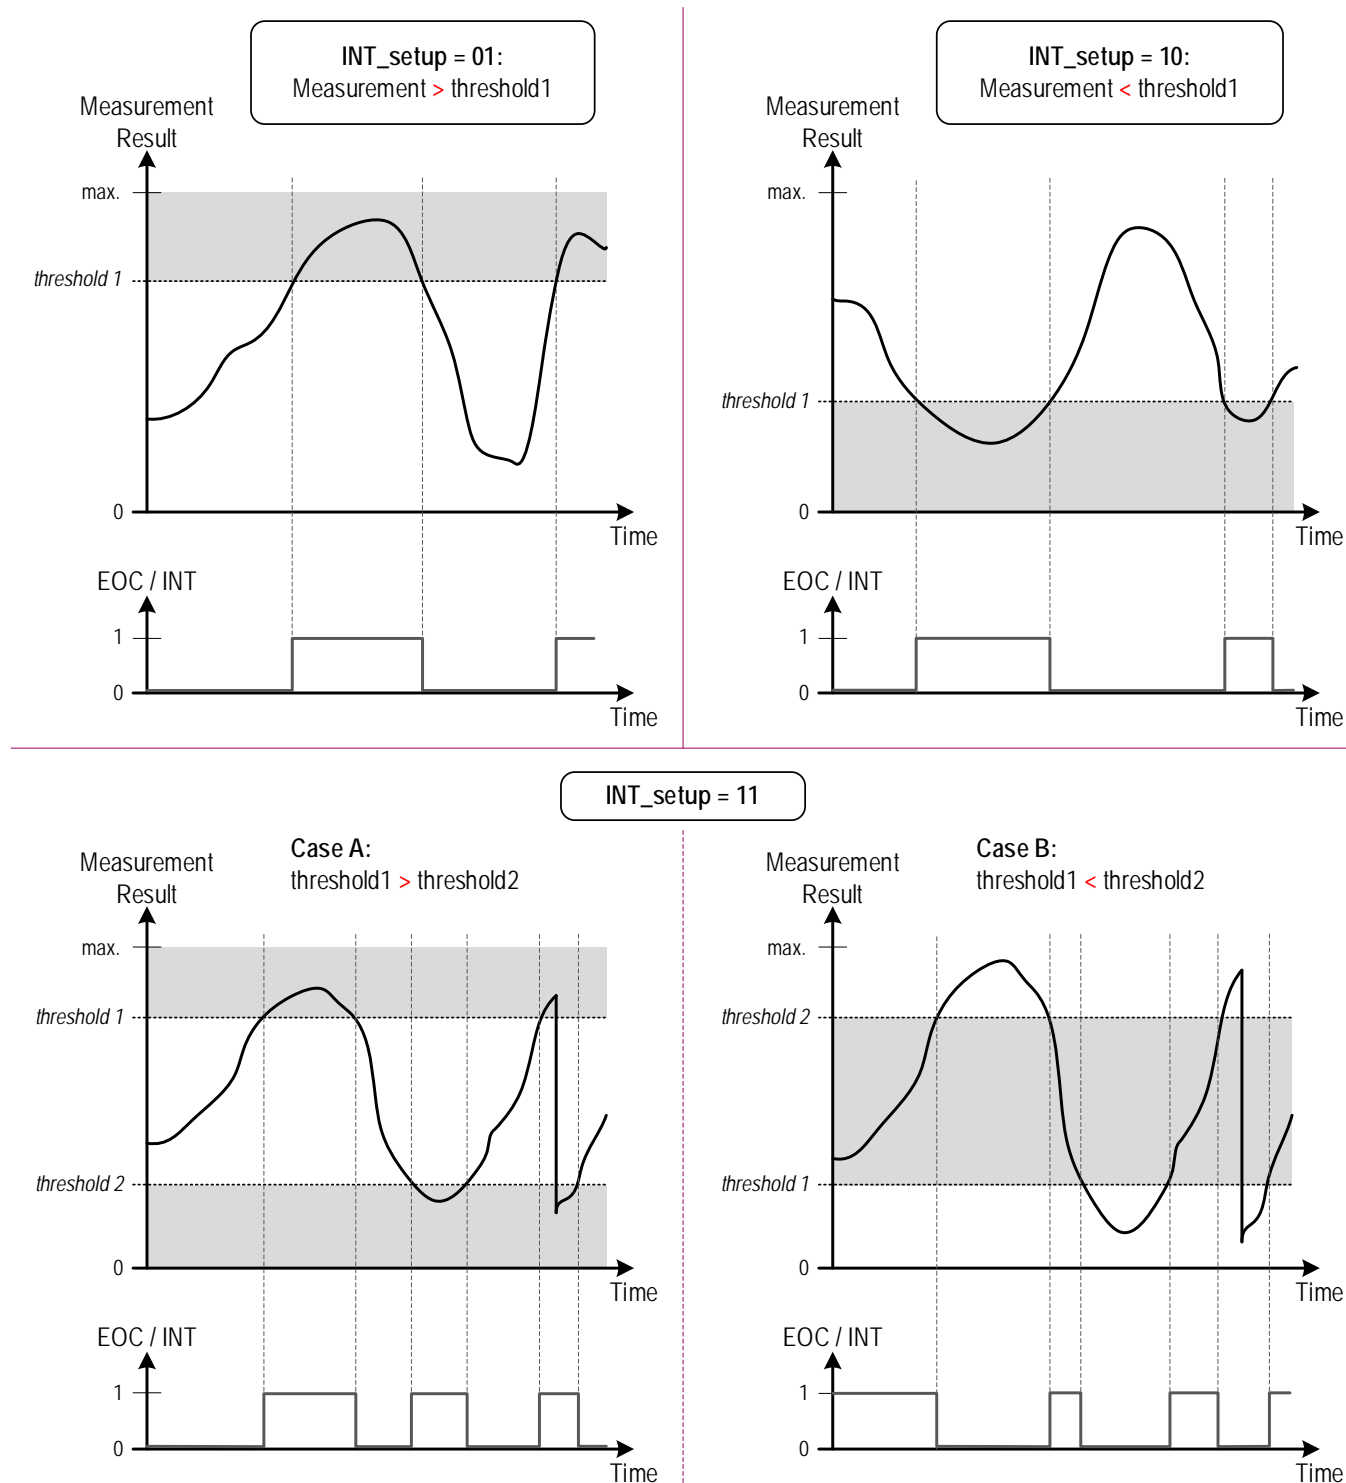 INT_setup = 01:
Measurement > threshold1
Measurement
Result
max.
threshold 1
0
Time
EOC / INT
1
0
Time
INT_setup = 10:
Measurement < threshold1
Measurement
Result
max.
threshold 1
0
Time
EOC / INT
1
0
Time
INT_setup = 11
Case A:
threshold1 > threshold2
Measurement
Result
max.
threshold 1
threshold 2
0
Time
EOC / INT
1
0
Time
Case B:
threshold1 < threshold2
Measurement
Result
max.
threshold 2
threshold 1
0
Time
EOC / INT
1
0
Time